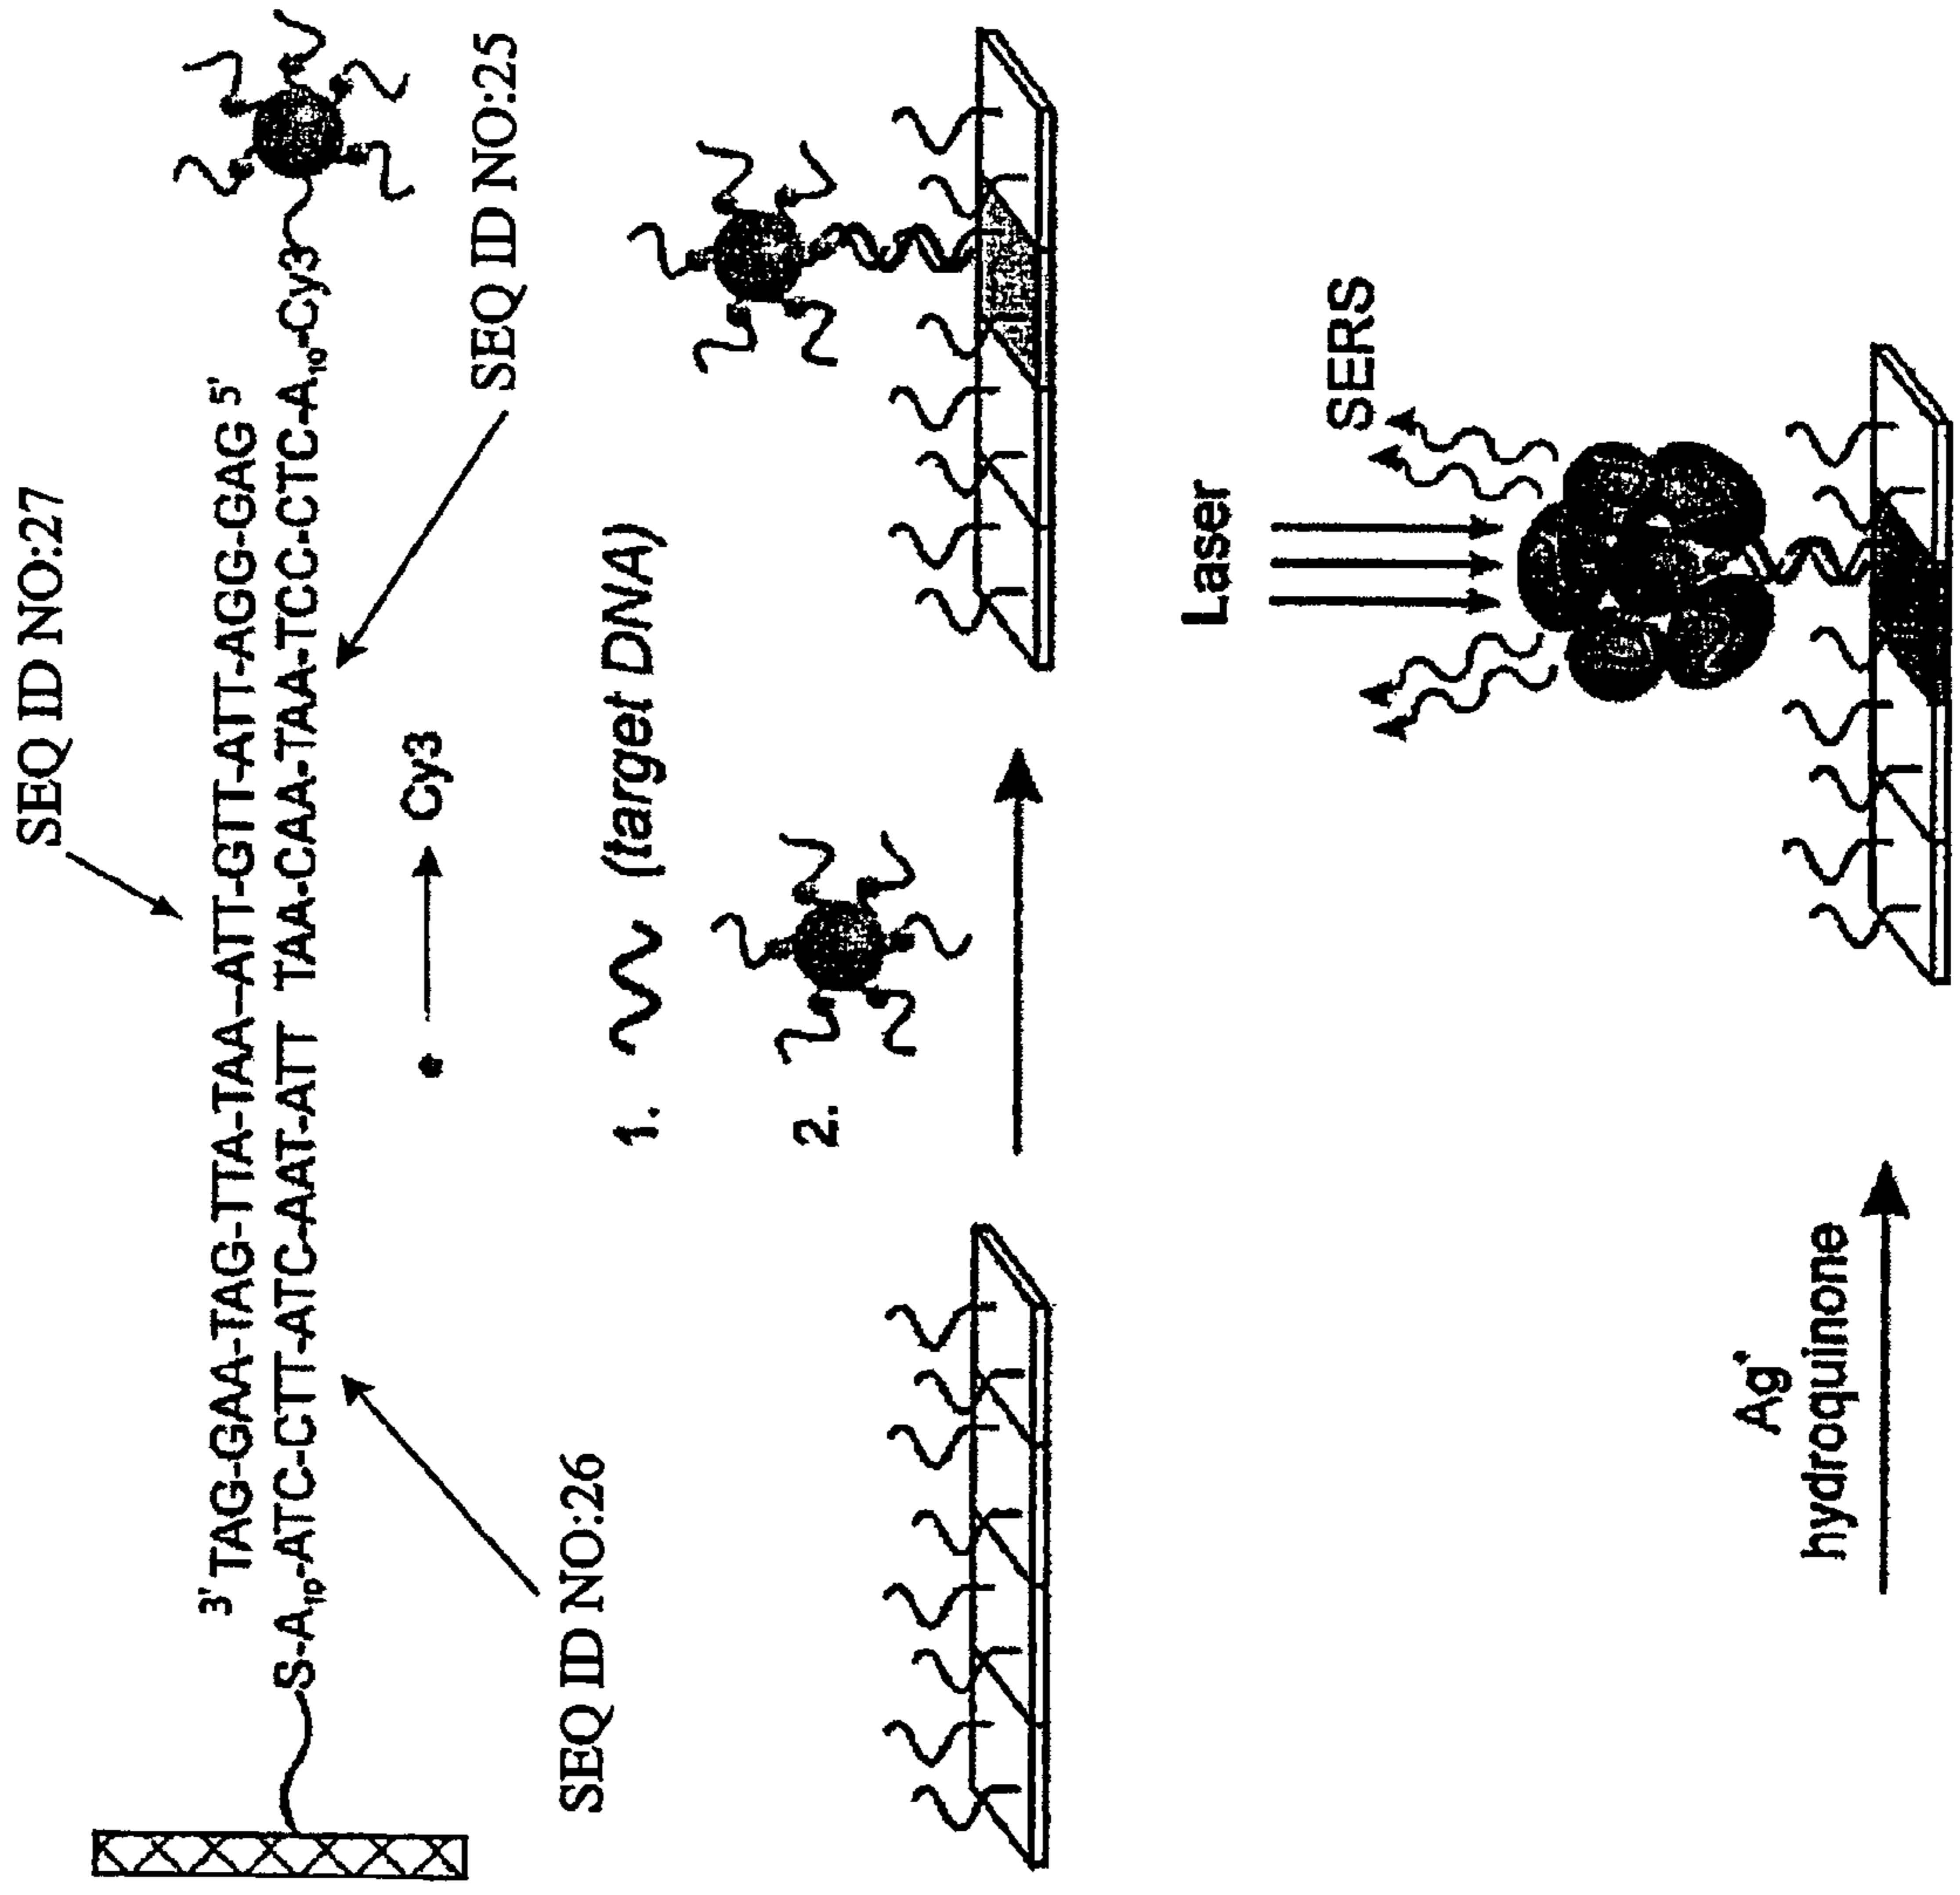 SEQ ID NO:27
3' TAG-GAA-TAG-TTA-TAA-ATT-GTT-ATT-AGG-GAG 5'
S-A10-ATC-CTT-ATC-AAT-ATT TAA-CAA-TAA-TCC-CTC-A10-Cy3
Cy3
SEQ ID NO:26
SEQ ID NO:25
1. (target DNA)
2.
Laser
SERS
Ag+
hydroquinone